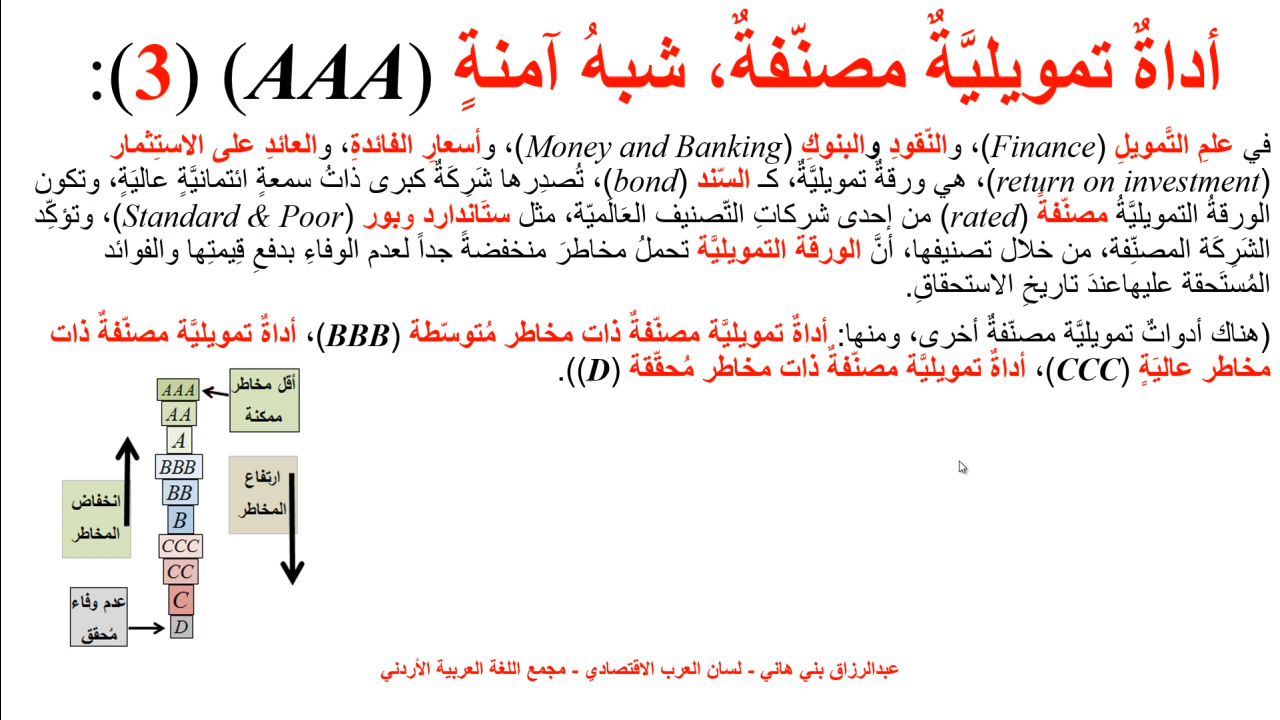 أداةٌ تمويليَّةٌ مصنّفةٌ، شبهُ آمنةٍ (AAA) (3):
في علمِ التَّمويلِ (Finance)، والنّقودِ والبنوكِ (Money and Banking)، وأسعارِ الفائدةِ، والعائدِ على الاستِثمار
(return on investment)، هي ورقةٌ تمويليَّةٌ، كـ السّند (bond)، تُصدِرها شَرِكَةٌ كبرى ذاتُ سمعةٍ ائتمانيَّةٍ عاليَةٍ، وتكون
الورقةُ التمويليَّةُ مصنّفةً (rated) من إحدى شركاتِ التّصنيف العَالَميّة، مثل ستَاندارد وبور (Standard & Poor)، وتؤكِّد
الشَرِكَة المصنِّفة، من خلال تصنيفها، أنَّ الورقة التمويليَّة تحملُ مخاطرَ منخفضةً جداً لعدم الوفاءِ بدفعِ قِيمتِها والفوائد
المُستَحقة عليهاعندَ تاريخِ الاستحقاقِ.
(هناك أدواتٌ تمويليَّة مصنّفةٌ أخرى، ومنها: أداةٌ تمويليَّة مصنّفةٌ ذات مخاطر مُتوسّطة (BBB)، أداةٌ تمويليَّة مصنّفةٌ ذات
مخاطر عاليَةٍ (CCC)، أداةٌ تمويليَّة مصنّفةٌ ذات مخاطر مُحقّقة (D)).
أقل مخاطر
ممكنة
AAA
AA
A
BBB
BB
B
CCC
CC
C
D
ارتفاع
المخاطر
انخفاض
المخاطر
عدم وفاء
مُحقق
عبدالرزاق بني هاني - لسان العرب الاقتصادي - مجمع اللغة العربية الأردني